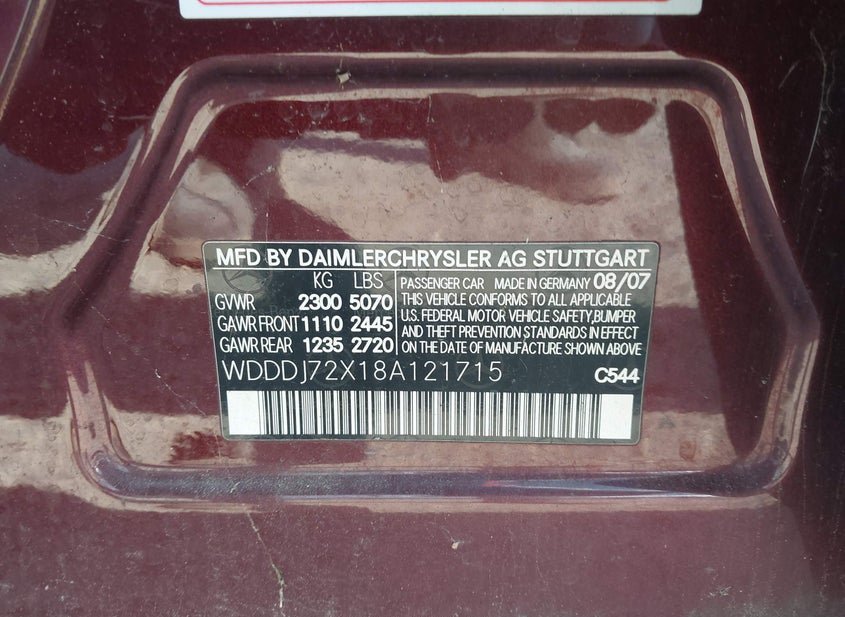 MFD BY DAIMLERCHRYSLER AG STUTTGART
KG LBS
GVWR 2300 5070
GAWR FRONT 1110 2445
GAWR REAR 1235 2720
PASSENGER CAR MADE IN GERMANY 08/07
THIS VEHICLE CONFORMS TO ALL APPLICABLE
U.S. FEDERAL MOTOR VEHICLE SAFETY,BUMPER
AND THEFT PREVENTION STANDARDS IN EFFECT
ON THE DATE OF MANUFACTURE SHOWN ABOVE
WDDDJ72X18A121715
C544